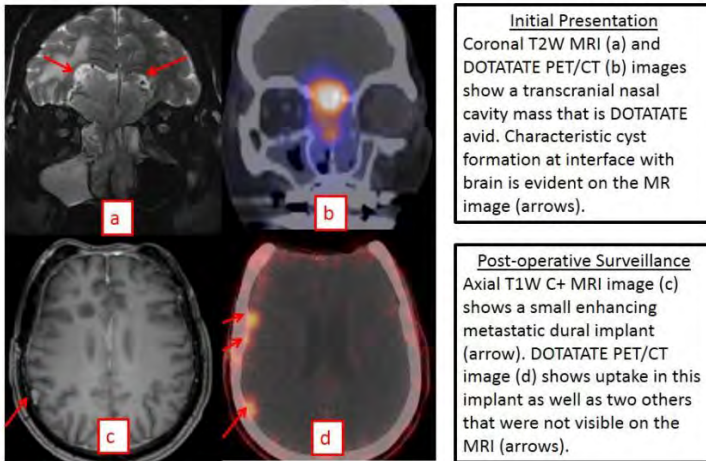 a
b
c
d
Initial Presentation
Coronal T2W MRI (a) and
DOTATATE PET/CT (b) images
show a transcranial nasal
cavity mass that is DOTATATE
avid. Characteristic cyst
formation at interface with
brain is evident on the MR
image (arrows).
Post-operative Surveillance
Axial T1W C+ MRI image (c)
shows a small enhancing
metastatic dural implant
(arrow). DOTATATE PET/CT
image (d) shows uptake in this
implant as well as two others
that were not visible on the
MRI (arrows).